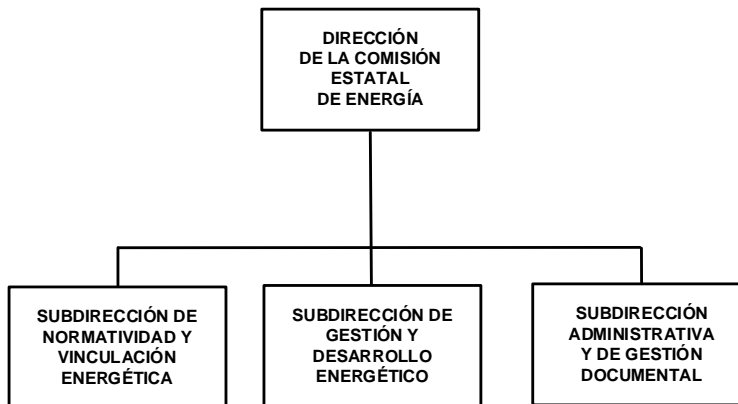 DIRECCIÓN
DE LA COMISIÓN
ESTATAL
DE ENERGÍA
SUBDIRECCIÓN DE
NORMATIVIDAD Y
VINCULACIÓN
ENERGÉTICA
SUBDIRECCIÓN DE
GESTIÓN Y
DESARROLLO
ENERGÉTICO
SUBDIRECCIÓN
ADMINISTRATIVA
Y DE GESTIÓN
DOCUMENTAL